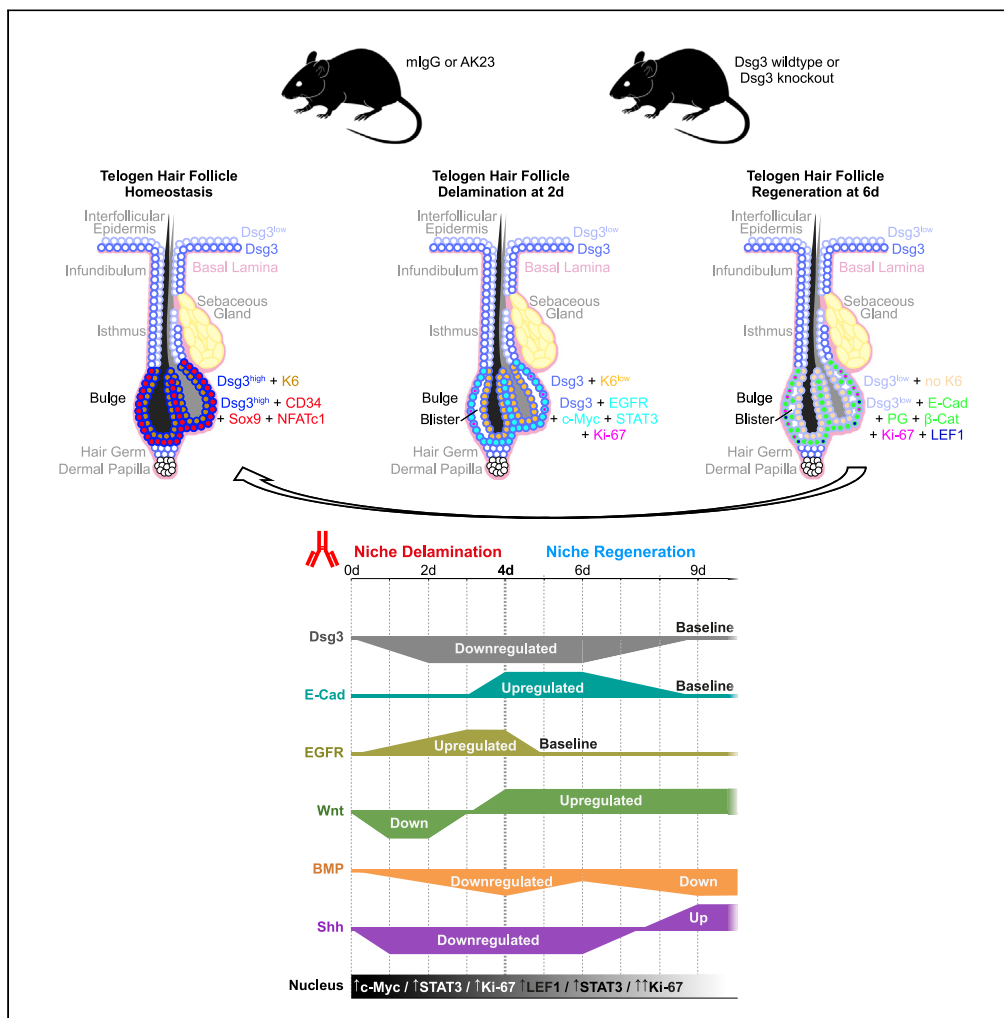 mIgG or AK23
Dsg3 wildtype or
Dsg3 knockout
Telogen Hair Follicle
Homeostasis
Interfollicular
Epidermis
Dsg3low
Dsg3
Infundibulum
Basal Lamina
Sebaceous
Gland
Isthmus
Dsg3high + K6
Bulge
Dsg3high + CD34
+ Sox9 + NFATc1
Hair Germ
Dermal Papilla
Telogen Hair Follicle
Delamination at 2d
Interfollicular
Epidermis
Dsg3low
Dsg3
Infundibulum
Basal Lamina
Sebaceous
Gland
Isthmus
Dsg3 + K6low
Bulge
Dsg3 + EGFR
Blister
+ c-Myc + STAT3
+ Ki-67
Hair Germ
Dermal Papilla
Telogen Hair Follicle
Regeneration at 6d
Interfollicular
Epidermis
Dsg3low
Dsg3
Infundibulum
Basal Lamina
Sebaceous
Gland
Isthmus
Dsg3low + no K6
Bulge
Dsg3low + E-Cad
Blister
+ PG + β-Cat
+ Ki-67 + LEF1
Hair Germ
Dermal Papilla
Niche Delamination Niche Regeneration
0d 2d 4d 6d 9d
Dsg3 Downregulated Baseline
E-Cad Upregulated Baseline
EGFR Upregulated Baseline
Wnt Down Upregulated
BMP Downregulated Down
Shh Downregulated Up
Nucleus ↑c-Myc / ↑STAT3 / ↑Ki-67 ↑LEF1 / ↑STAT3 / ↑↑Ki-67